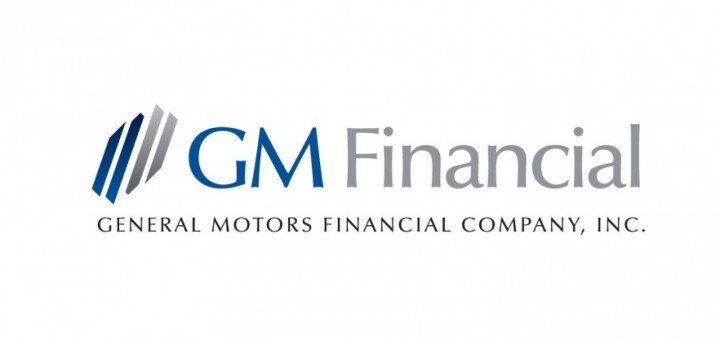 GM Financial
GENERAL MOTORS FINANCIAL COMPANY, INC.